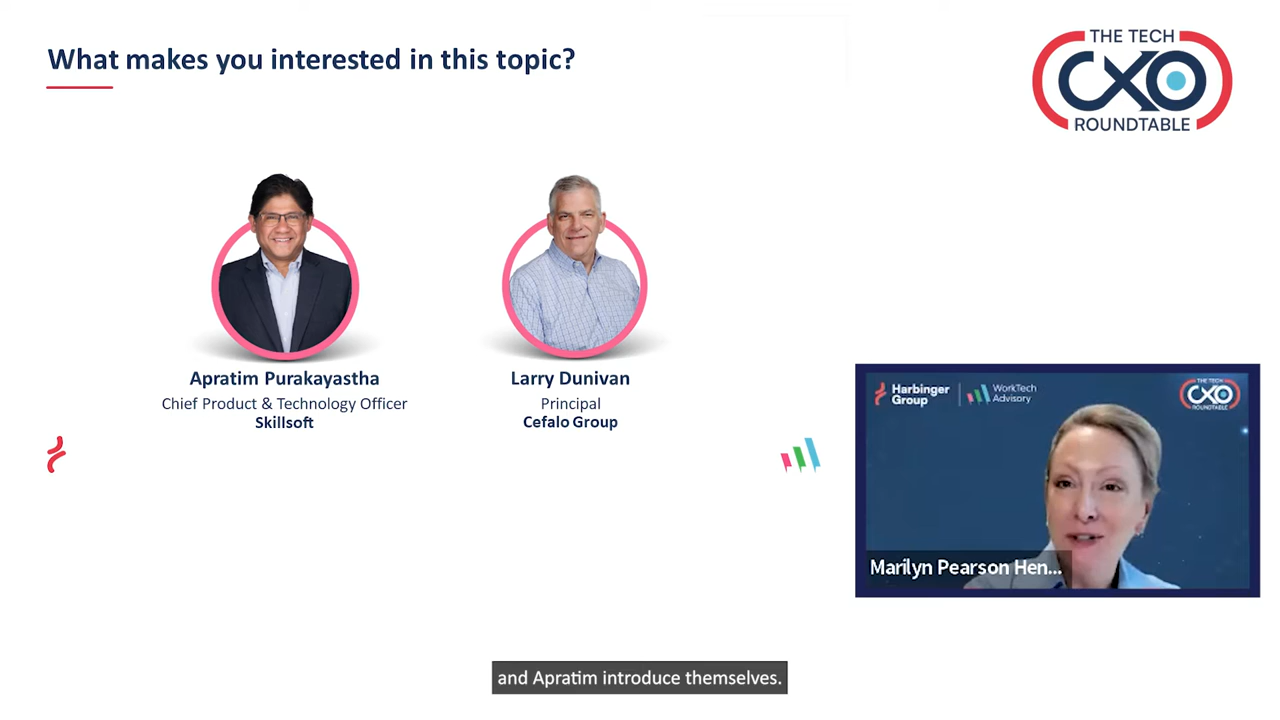 What makes you interested in this topic?
THE TECH
CXO
ROUNDTABLE
Apratim Purakayastha
Chief Product & Technology Officer
Skillsoft
Larry Dunivan
Principal
Cefalo Group
Harbinger
Group
WorkTech
Advisory
THE TECH
CXO
ROUNDTABLE
Marilyn Pearson Hen...
and Apratim introduce themselves.